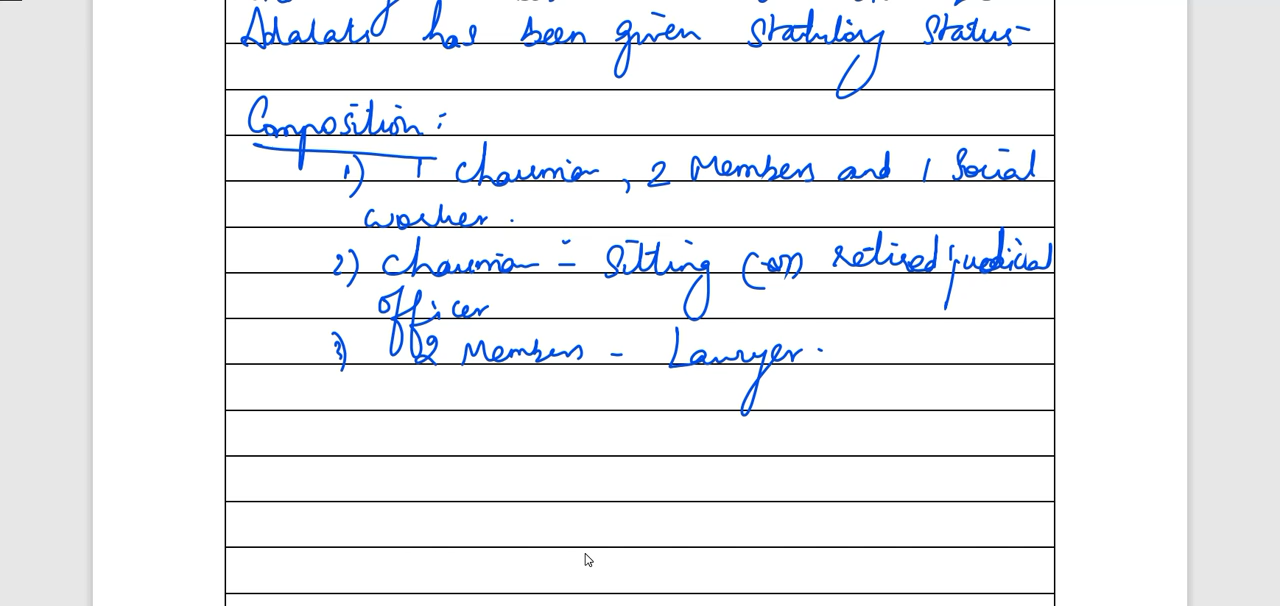 Adalats has been given statutory status-
Composition:
1) 1 Chairman, 2 Members and 1 Social
worker.
2) Chairman = Sitting (or) retired judicial
officer
3) 2 Members - Lawyer.